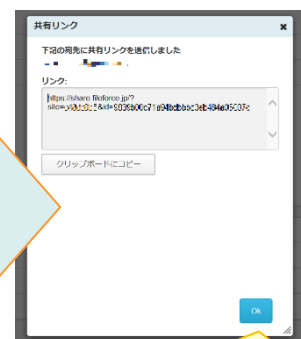 共有リンク
下記の宛先に共有リンクを送信しました
リンク:
https://share.fileforce.jp/?
クリップボードにコピー
Ok